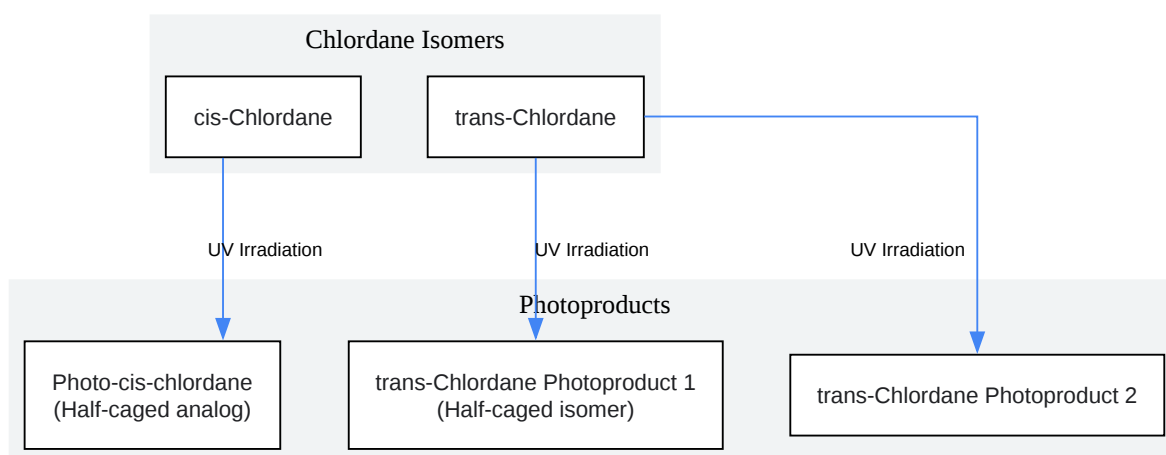 Chlordane Isomers
cis-Chlordane
trans-Chlordane
UV Irradiation
UV Irradiation
UV Irradiation
Photoproducts
Photo-cis-chlordane
(Half-caged analog)
trans-Chlordane Photoproduct 1
(Half-caged isomer)
trans-Chlordane Photoproduct 2